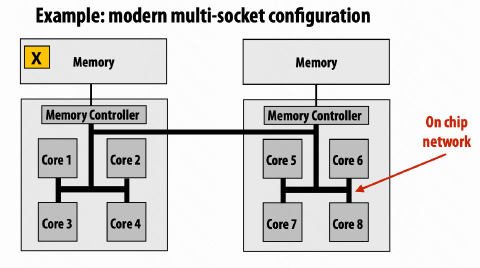 Example: modern multi-socket configuration
X
Memory
Memory
Memory Controller
Memory Controller
On chip
network
Core 1
Core 2
Core 5
Core 6
Core 3
Core 4
Core 7
Core 8